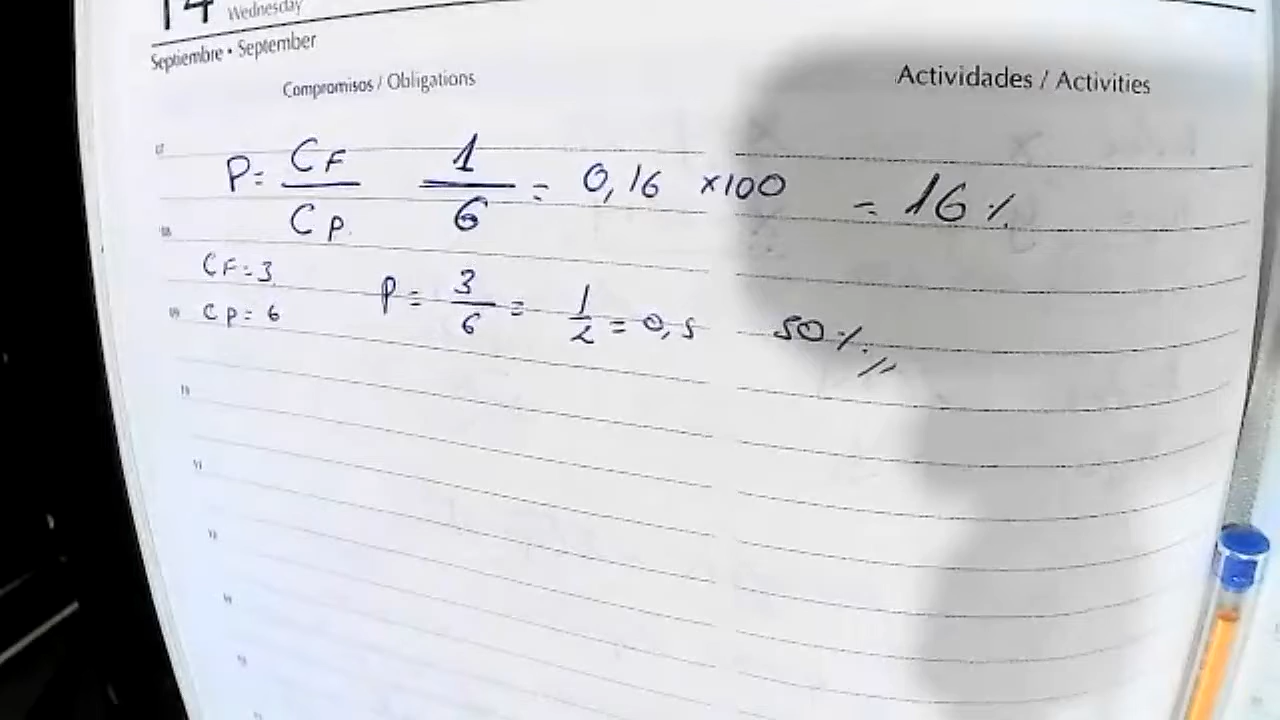 14 Wednesday
Septiembre • September
Compromisos / Obligations
Actividades / Activities
P = CF / CP. 1 / 6 = 0,16 ×100 = 16 %
CF = 3
CP = 6
P = 3 / 6 = 1 / 2 = 0,5 50 %